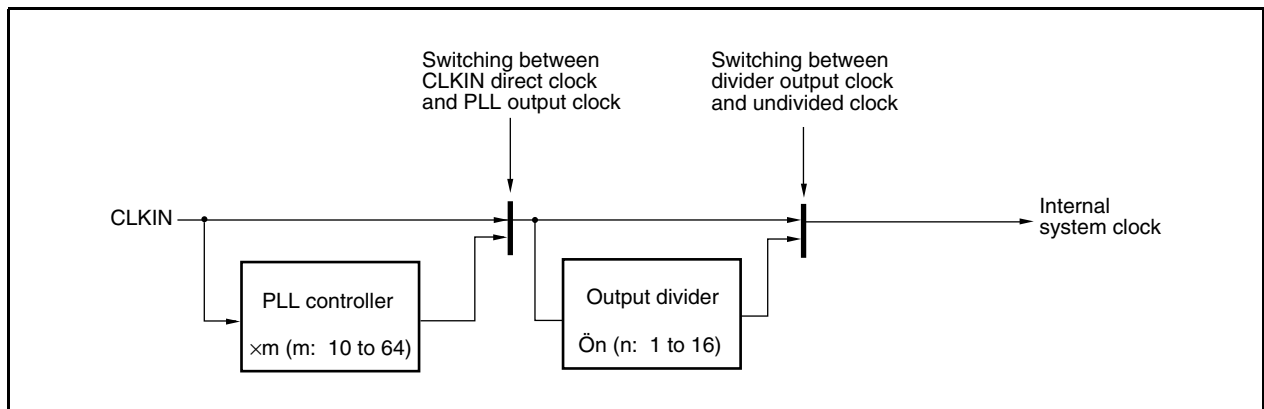 Switching between
CLKIN direct clock
and PLL output clock
Switching between
divider output clock
and undivided clock
CLKIN
Internal
system clock
PLL controller
×m (m: 10 to 64)
Output divider
Ön (n: 1 to 16)